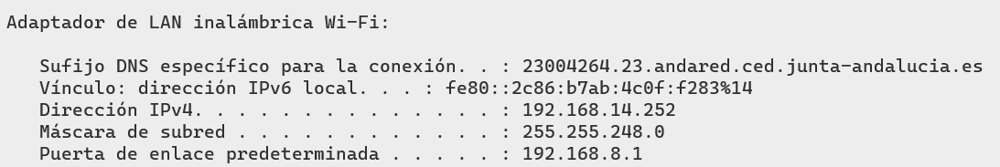 Adaptador de LAN inalámbrica Wi-Fi:
Sufijo DNS específico para la conexión. . : 23004264.23.andared.ced.junta-andalucia.es
Vínculo: dirección IPv6 local. . . : fe80::2c86:b7ab:4c0f:f283%14
Dirección IPv4. . . . . . . . . . . . . . : 192.168.14.252
Máscara de subred . . . . . . . . . . . . : 255.255.248.0
Puerta de enlace predeterminada . . . . . : 192.168.8.1